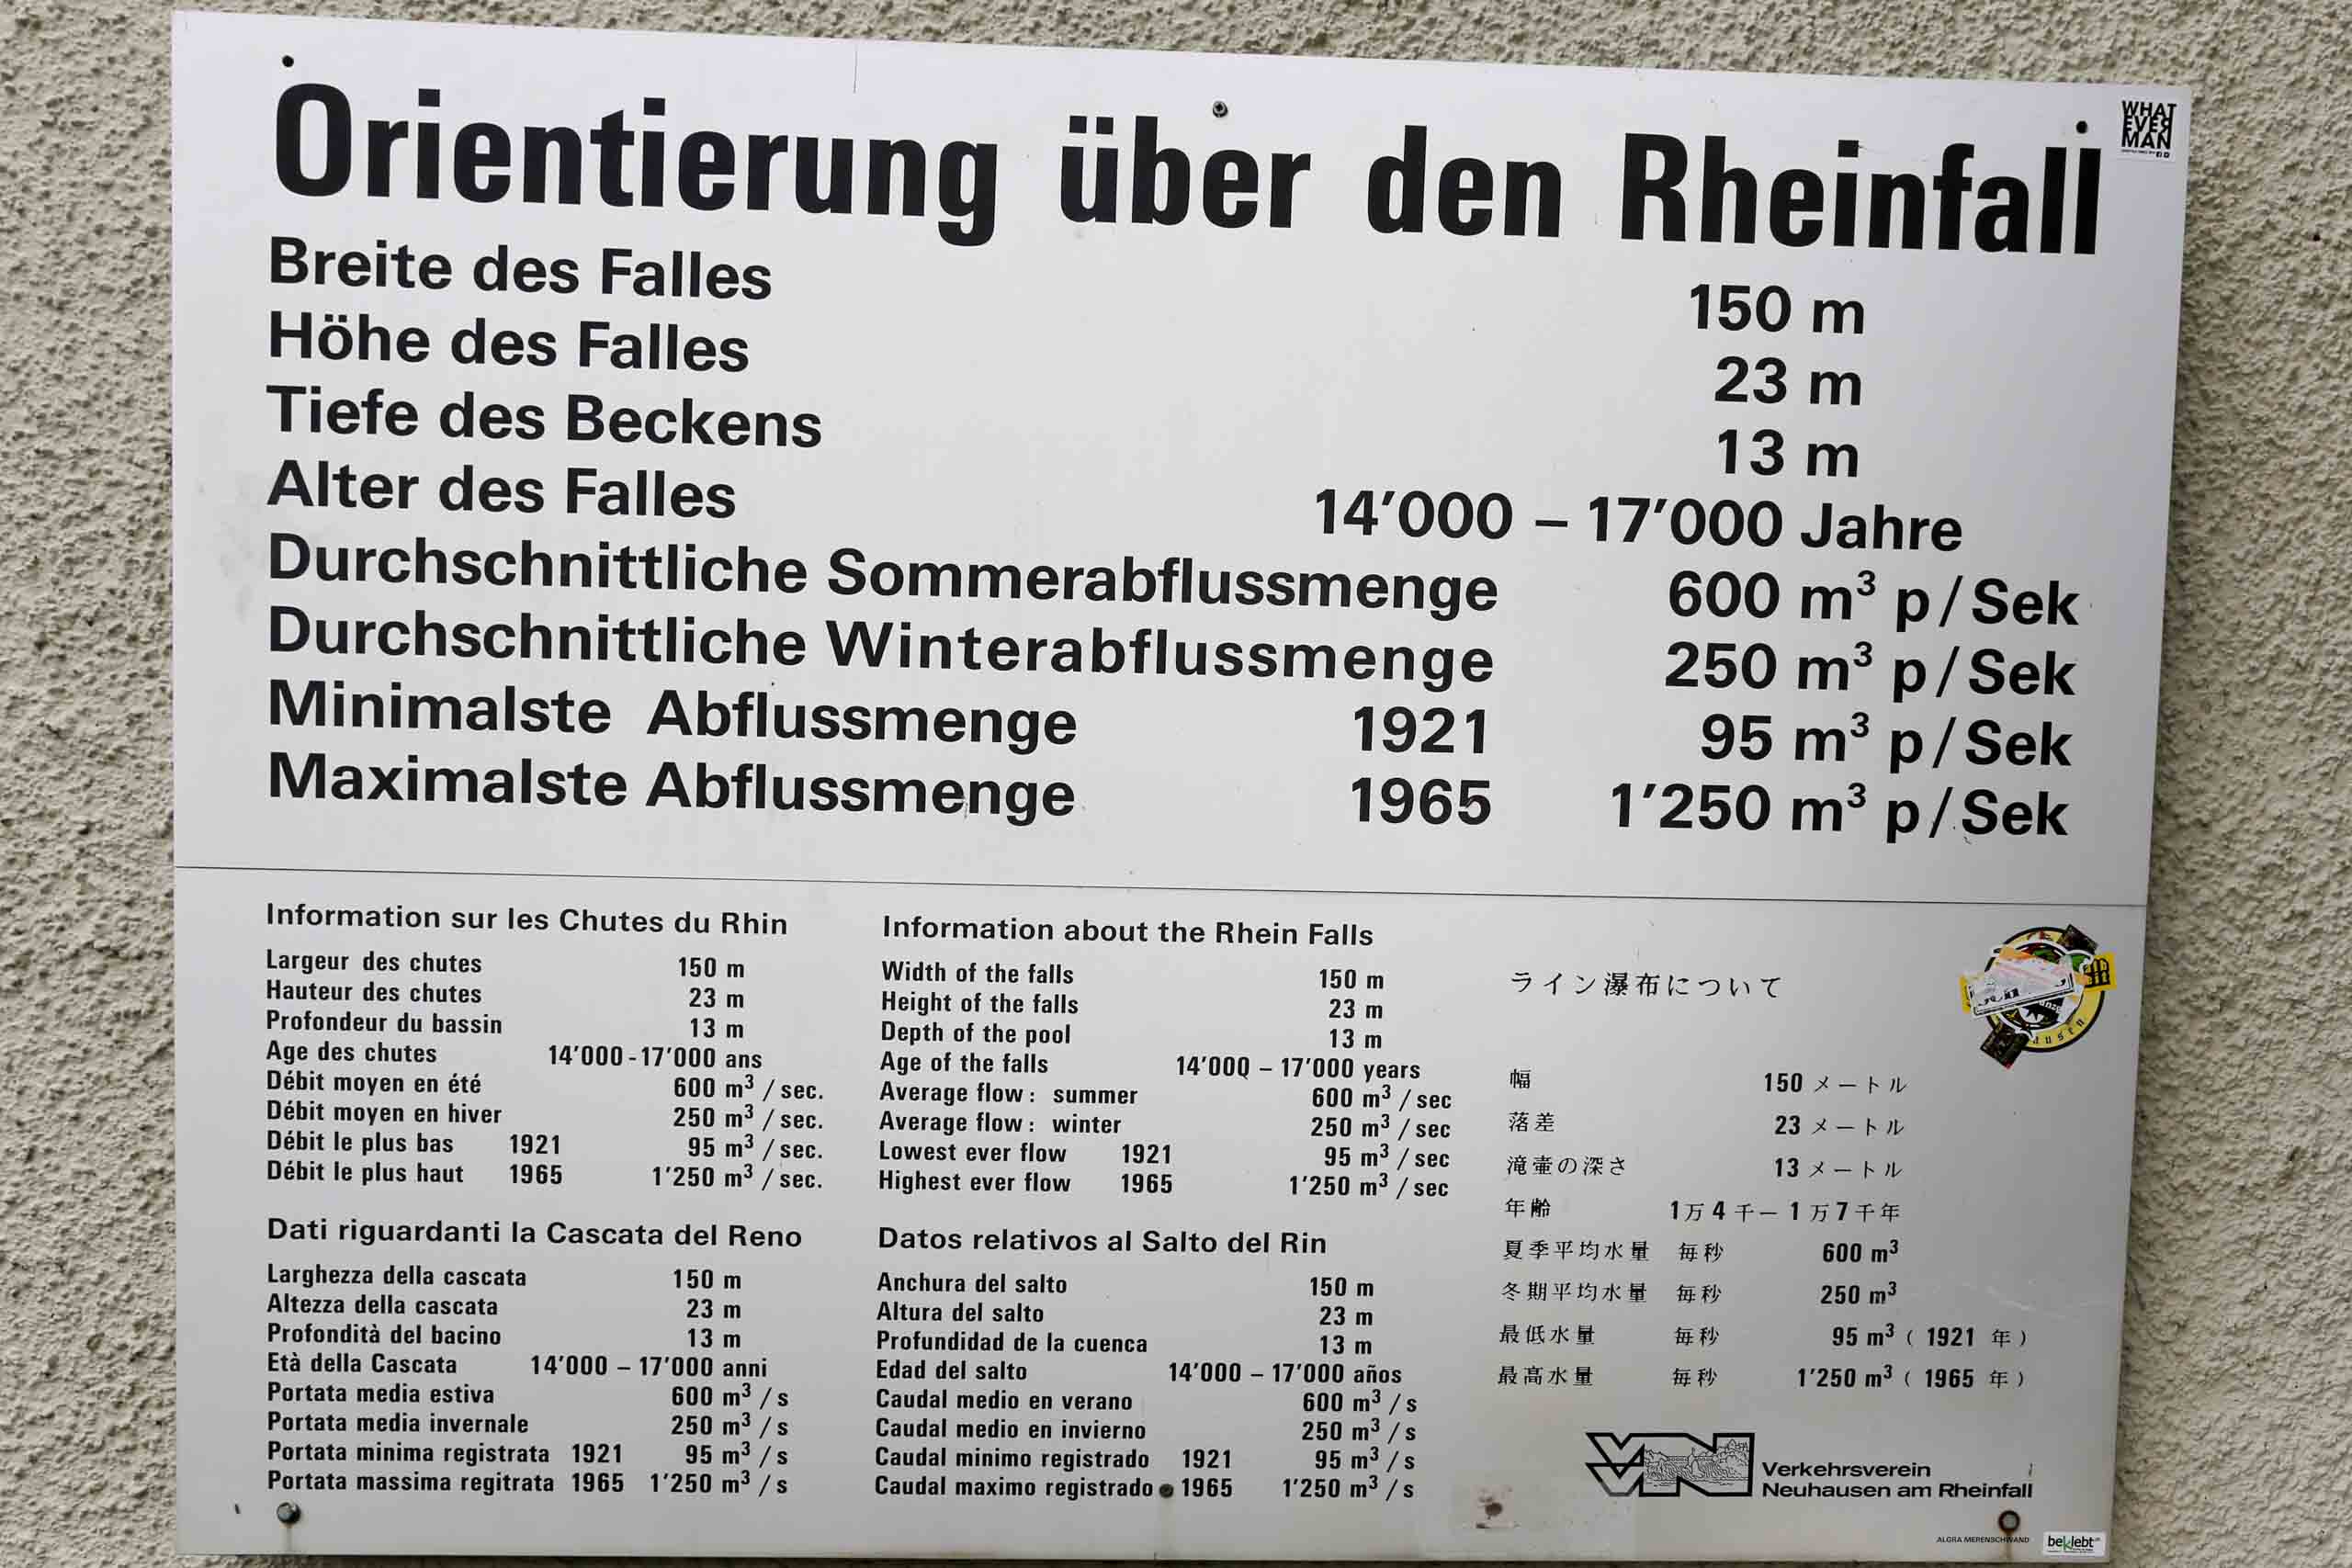 Orientierung über den Rheinfall
WHAT
EVER
MAN
Breite des Falles 150 m
Höhe des Falles 23 m
Tiefe des Beckens 13 m
Alter des Falles 14’000 – 17’000 Jahre
Durchschnittliche Sommerabflussmenge 600 m³ p/Sek
Durchschnittliche Winterabflussmenge 250 m³ p/Sek
Minimalste Abflussmenge 1921 95 m³ p/Sek
Maximalste Abflussmenge 1965 1’250 m³ p/Sek
Information sur les Chutes du Rhin
Largeur des chutes 150 m
Hauteur des chutes 23 m
Profondeur du bassin 13 m
Age des chutes 14’000-17’000 ans
Débit moyen en été 600 m³ / sec.
Débit moyen en hiver 250 m³ / sec.
Débit le plus bas 1921 95 m³ / sec.
Débit le plus haut 1965 1’250 m³ / sec.
Information about the Rhein Falls
Width of the falls 150 m
Height of the falls 23 m
Depth of the pool 13 m
Age of the falls 14’000 – 17’000 years
Average flow: summer 600 m³ / sec
Average flow: winter 250 m³ / sec
Lowest ever flow 1921 95 m³ / sec
Highest ever flow 1965 1’250 m³ / sec
Dati riguardanti la Cascata del Reno
Larghezza della cascata 150 m
Altezza della cascata 23 m
Profondità del bacino 13 m
Età della Cascata 14’000 – 17’000 anni
Portata media estiva 600 m³ / s
Portata media invernale 250 m³ / s
Portata minima registrata 1921 95 m³ / s
Portata massima regitrata 1965 1’250 m³ / s
Datos relativos al Salto del Rin
Anchura del salto 150 m
Altura del salto 23 m
Profundidad de la cuenca 13 m
Edad del salto 14’000 – 17’000 años
Caudal medio en verano 600 m³ / s
Caudal medio en invierno 250 m³ / s
Caudal minimo registrado 1921 95 m³ / s
Caudal maximo registrado 1965 1’250 m³ / s
ライン瀑布について
幅 150 メートル
落差 23 メートル
滝壷の深さ 13 メートル
年齢 1万4千ー1万7千年
夏季平均水量 毎秒 600 m³
冬期平均水量 毎秒 250 m³
最低水量 毎秒 95 m³ ( 1921 年 )
最高水量 毎秒 1’250 m³ ( 1965 年 )
Verkehrsverein
Neuhausen am Rheinfall
ALGRA MERENSCHWAND
beklebt